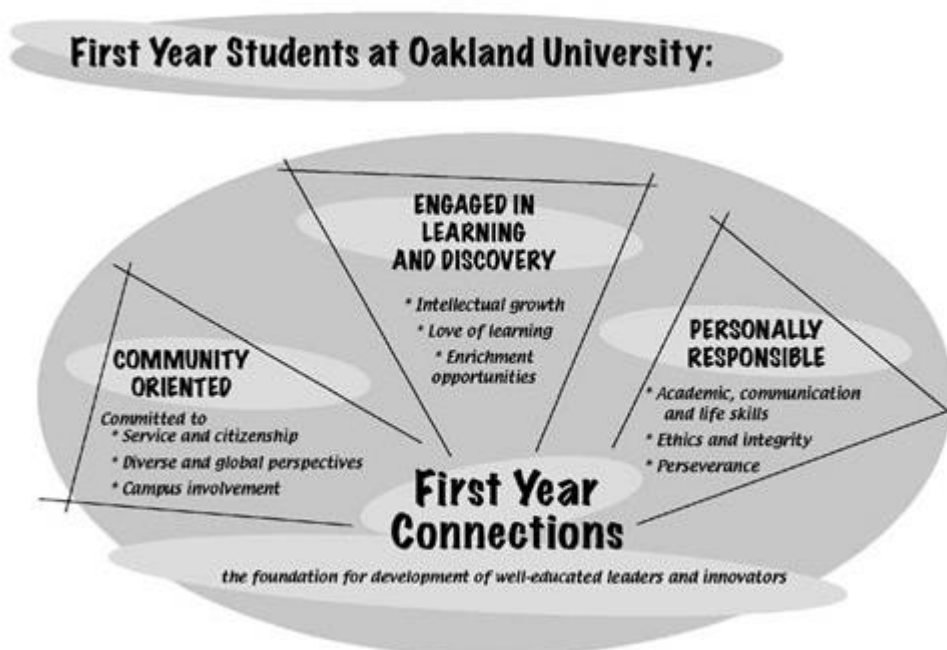 First Year Students at Oakland University:
ENGAGED IN
LEARNING
AND DISCOVERY
* Intellectual growth
* Love of learning
* Enrichment
opportunities
COMMUNITY
ORIENTED
Committed to
* Service and citizenship
* Diverse and global perspectives
* Campus involvement
PERSONALLY
RESPONSIBLE
* Academic, communication
and life skills
* Ethics and integrity
* Perseverance
First Year
Connections
the foundation for development of well-educated leaders and innovators